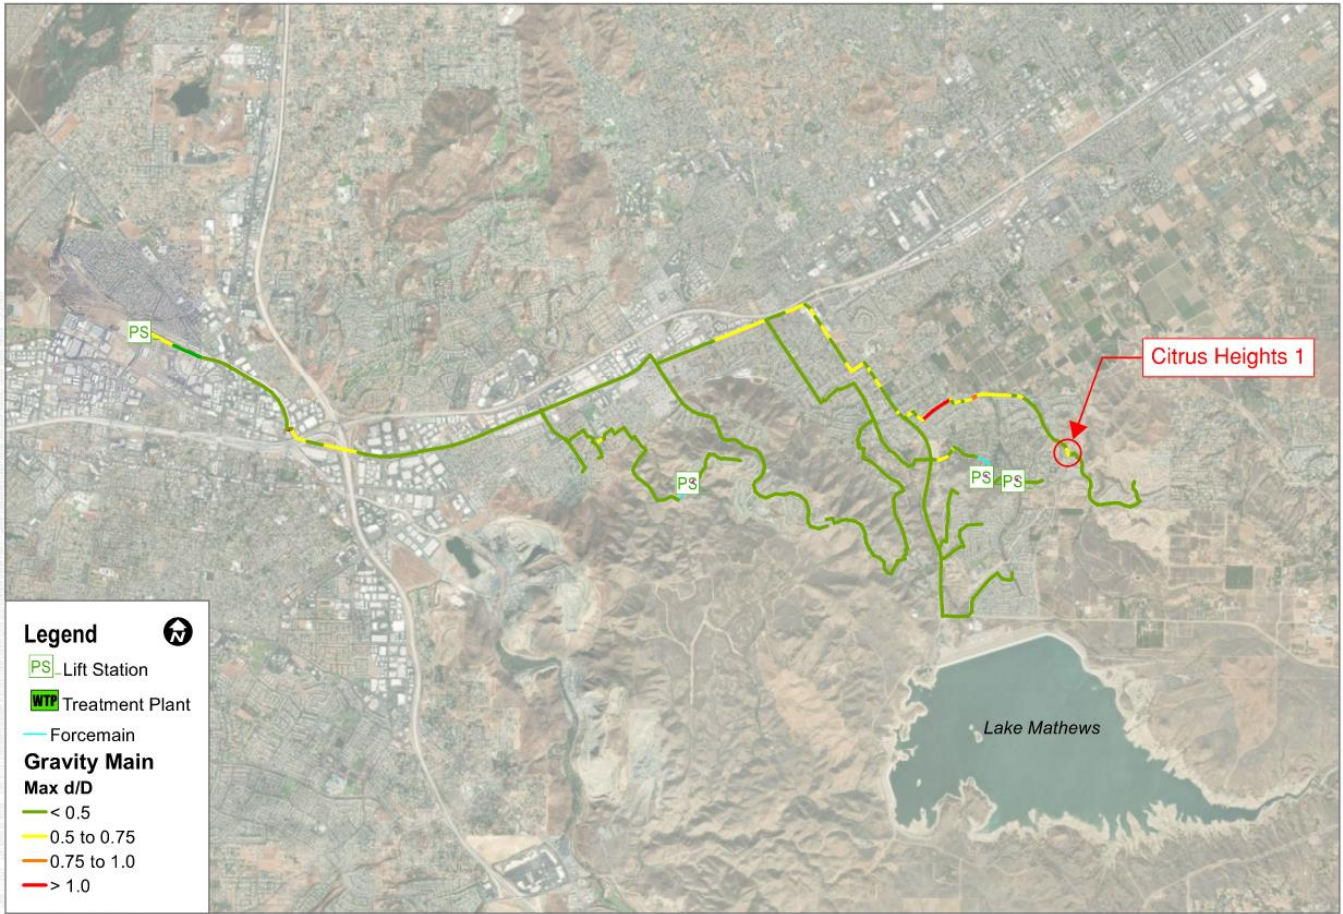 PS
Citrus Heights 1
PS
PS
PS
Lake Mathews
Legend
N
PS Lift Station
WTP Treatment Plant
Forcemain
Gravity Main
Max d/D
< 0.5
0.5 to 0.75
0.75 to 1.0
> 1.0